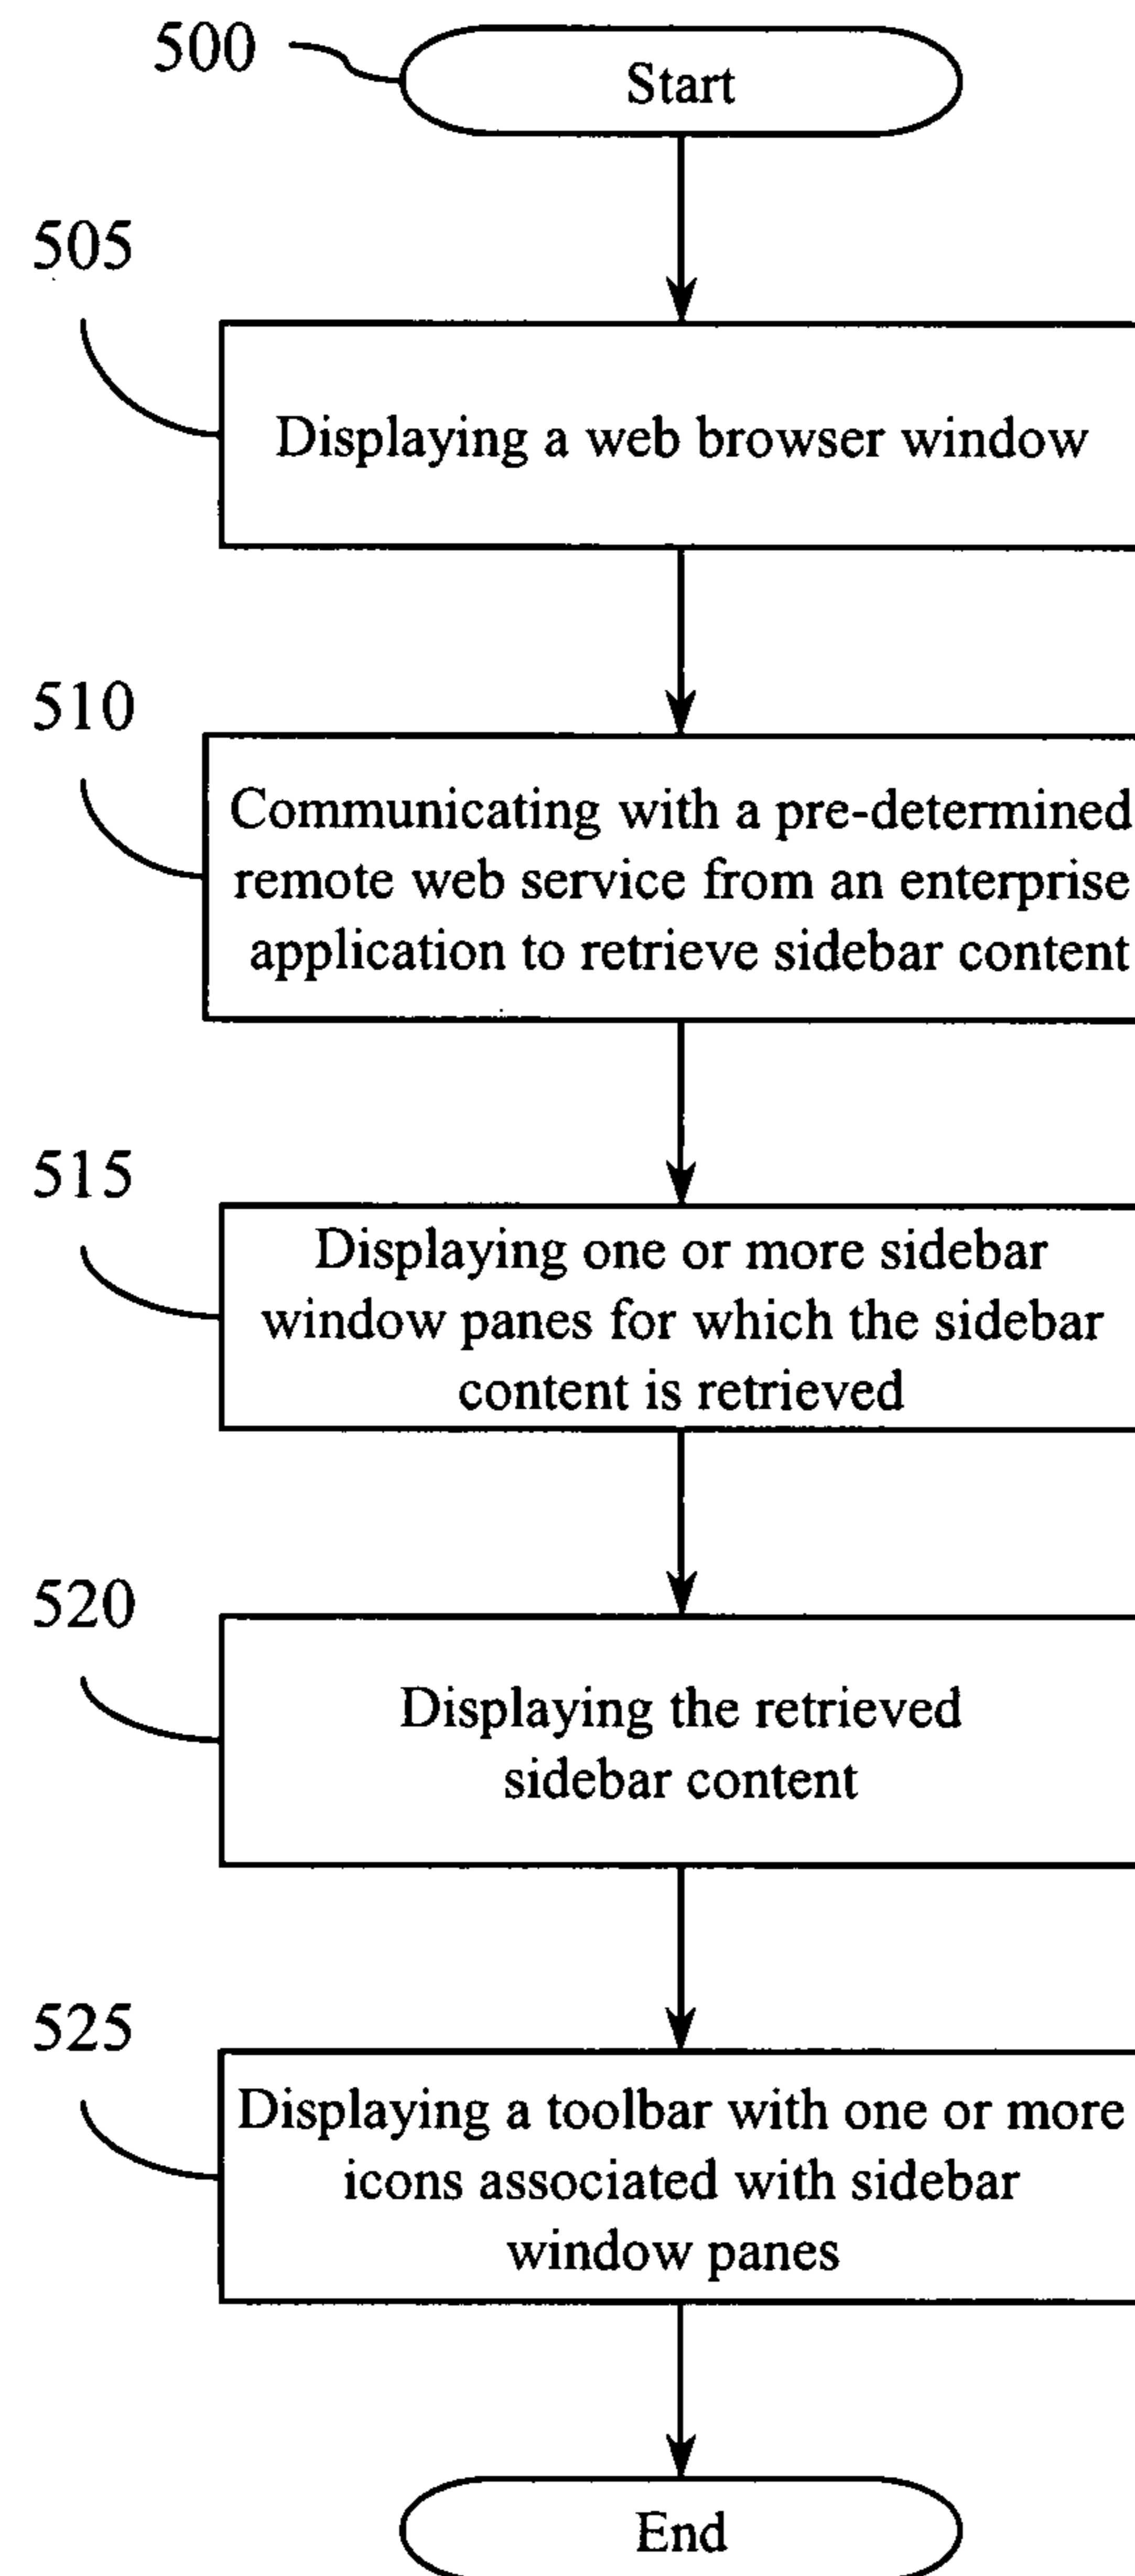 500
Start
505
Displaying a web browser window
510
Communicating with a pre-determined
remote web service from an enterprise
application to retrieve sidebar content
515
Displaying one or more sidebar
window panes for which the sidebar
content is retrieved
520
Displaying the retrieved
sidebar content
525
Displaying a toolbar with one or more
icons associated with sidebar
window panes
End